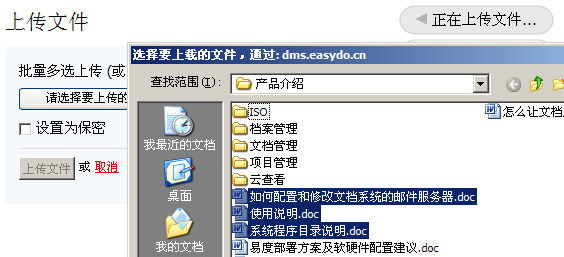 上传文件
正在上传文件...
选择要上载的文件，通过: dms.easydo.cn
批量多选上传 (或
查找范围(I):
产品介绍
请选择要上传的
ISO
怎么让文档
设置为保密
档案管理
我最近的文档
文档管理
上传文件 或 取消
项目管理
云查看
桌面
如何配置和修改文档系统的邮件服务器.doc
使用说明.doc
系统程序目录说明.doc
我的文档
易度部署方案及软硬件配置建议.doc